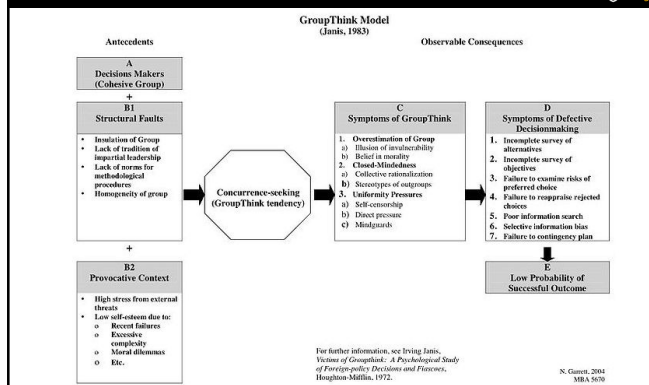 GroupThink Model
(Janis, 1983)
Antecedents
Observable Consequences
A
Decisions Makers
(Cohesive Group)
+
B1
Structural Faults
• Insulation of Group
• Lack of tradition of
impartial leadership
• Lack of norms for
methodological
procedures
• Homogeneity of group
+
B2
Provocative Context
• High stress from external
threats
• Low self-esteem due to:
o Recent failures
o Excessive
complexity
o Moral dilemmas
o Etc.
Concurrence-seeking
(GroupThink tendency)
C
Symptoms of GroupThink
1. Overestimation of Group
a) Illusion of invulnerability
b) Belief in morality
2. Closed-Mindedness
a) Collective rationalization
b) Stereotypes of outgroups
3. Uniformity Pressures
a) Self-censorship
b) Direct pressure
c) Mindguards
D
Symptoms of Defective
Decisionmaking
1. Incomplete survey of
alternatives
2. Incomplete survey of
objectives
3. Failure to examine risks of
preferred choice
4. Failure to reappraise rejected
choices
5. Poor information search
6. Selective information bias
7. Failure to contingency plan
E
Low Probability of
Successful Outcome
For further information, see Irving Janis,
Victims of Groupthink: A Psychological Study
of Foreign-policy Decisions and Fiascoes,
Houghton-Mifflin, 1972.
N. Garrett, 2004
MBA 5670